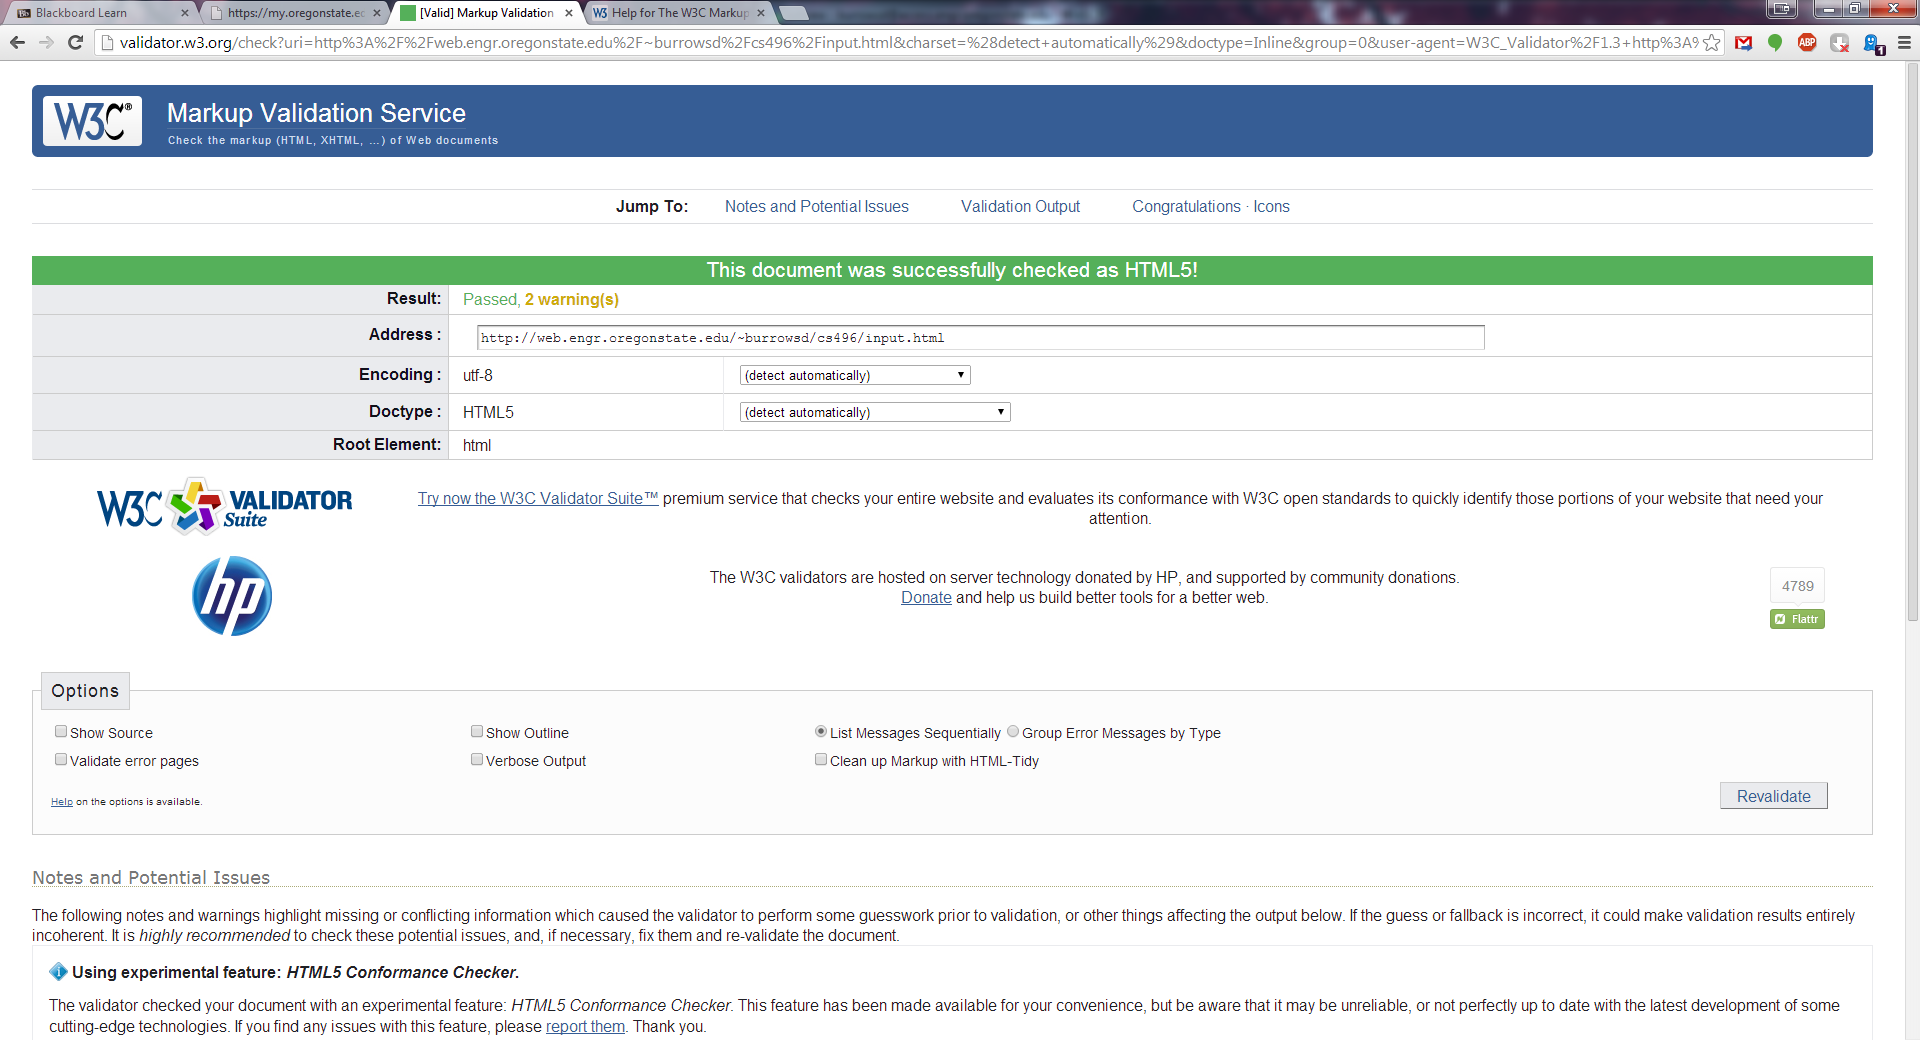 Blackboard Learn
https://my.oregonstate.ec
[Valid] Markup Validation
W3 Help for The W3C Markup
validator.w3.org/check?uri=http%3A%2F%2Fweb.engr.oregonstate.edu%2F~burrowsd%2Fcs496%2Finput.html&charset=%28detect+automatically%29&doctype=Inline&group=0&user-agent=W3C_Validator%2F1.3+http%3A%
ABP
1
W3C® Markup Validation Service
Check the markup (HTML, XHTML, …) of Web documents
Jump To: Notes and Potential Issues Validation Output Congratulations · Icons
This document was successfully checked as HTML5!
Result: Passed, 2 warning(s)
Address : http://web.engr.oregonstate.edu/~burrowsd/cs496/input.html
Encoding : utf-8 (detect automatically)
Doctype : HTML5 (detect automatically)
Root Element: html
W3C VALIDATOR Suite
Try now the W3C Validator Suite™ premium service that checks your entire website and evaluates its conformance with W3C open standards to quickly identify those portions of your website that need your
attention.
hp
The W3C validators are hosted on server technology donated by HP, and supported by community donations.
Donate and help us build better tools for a better web.
4789
Flattr
Options
Show Source Show Outline List Messages Sequentially Group Error Messages by Type
Validate error pages Verbose Output Clean up Markup with HTML-Tidy
Help on the options is available.
Revalidate
Notes and Potential Issues
The following notes and warnings highlight missing or conflicting information which caused the validator to perform some guesswork prior to validation, or other things affecting the output below. If the guess or fallback is incorrect, it could make validation results entirely
incoherent. It is highly recommended to check these potential issues, and, if necessary, fix them and re-validate the document.
Using experimental feature: HTML5 Conformance Checker.
The validator checked your document with an experimental feature: HTML5 Conformance Checker. This feature has been made available for your convenience, but be aware that it may be unreliable, or not perfectly up to date with the latest development of some
cutting-edge technologies. If you find any issues with this feature, please report them. Thank you.